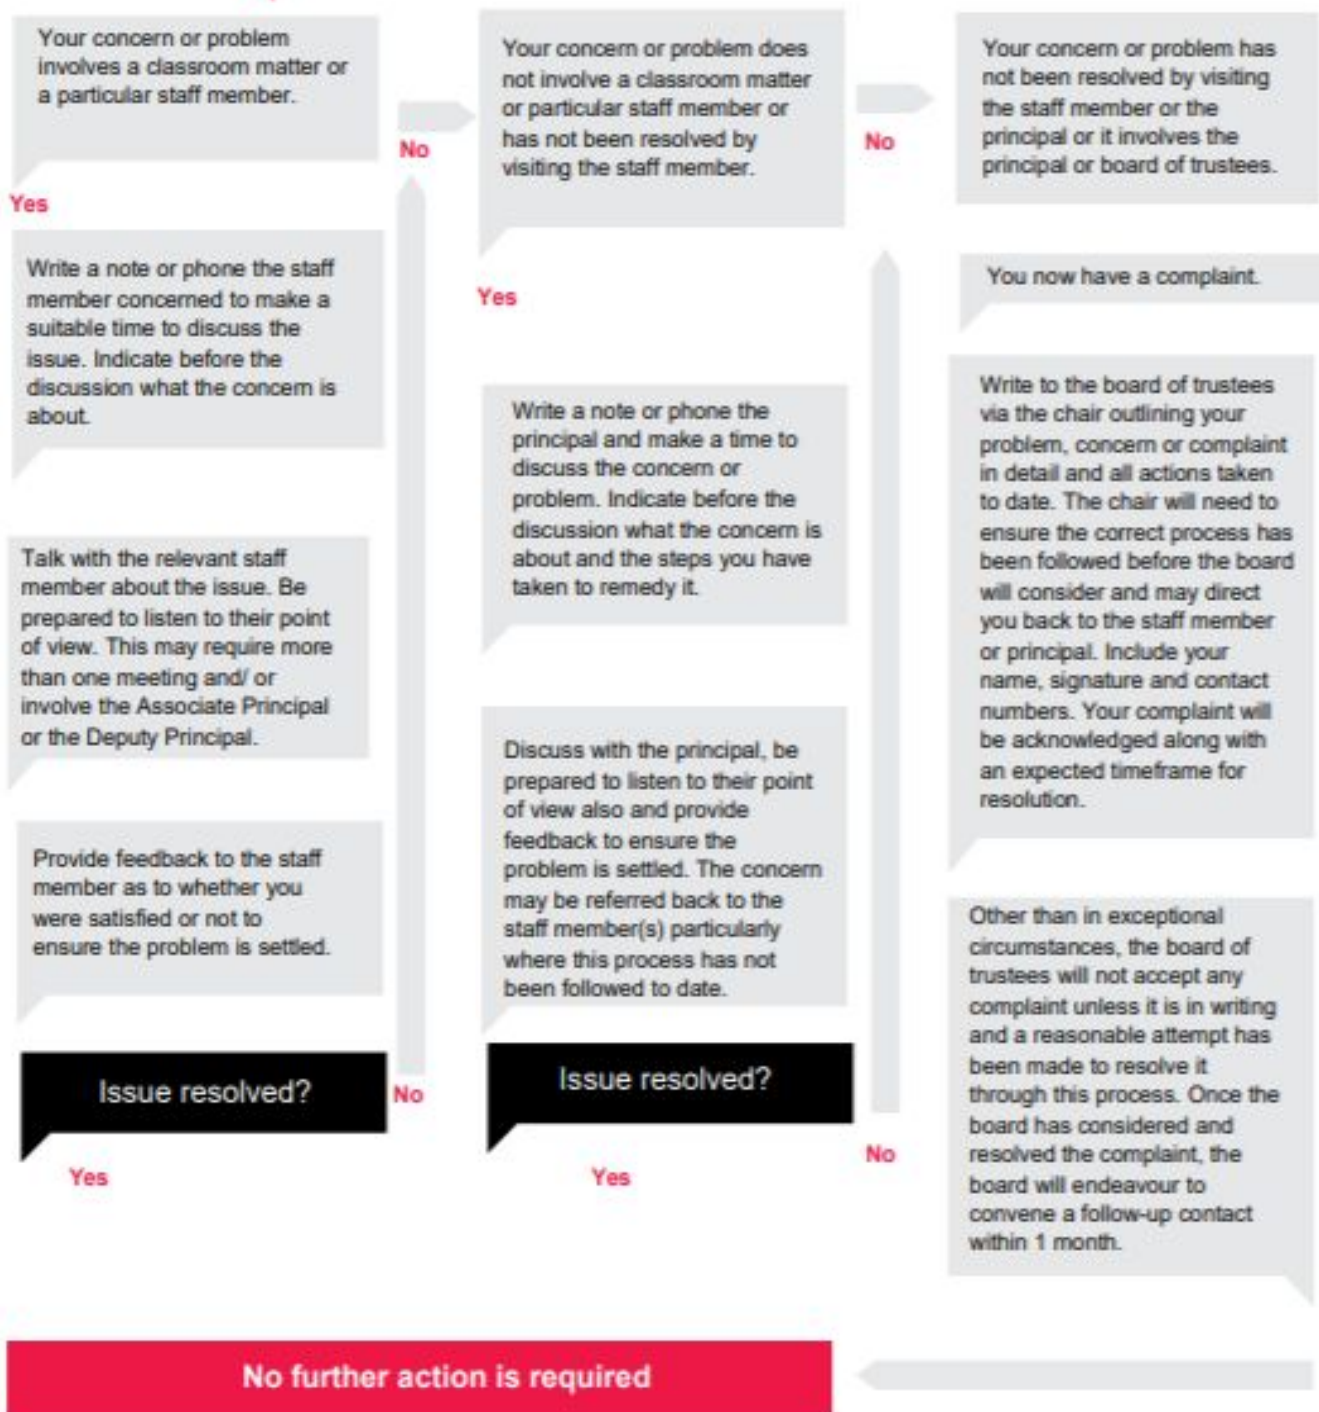 Your concern or problem
involves a classroom matter or
a particular staff member.
No
Yes
Write a note or phone the staff
member concerned to make a
suitable time to discuss the
issue. Indicate before the
discussion what the concern is
about.
Talk with the relevant staff
member about the issue. Be
prepared to listen to their point
of view. This may require more
than one meeting and/ or
involve the Associate Principal
or the Deputy Principal.
Provide feedback to the staff
member as to whether you
were satisfied or not to
ensure the problem is settled.
Issue resolved?
No
Yes
Your concern or problem does
not involve a classroom matter
or particular staff member or
has not been resolved by
visiting the staff member.
No
Yes
Write a note or phone the
principal and make a time to
discuss the concern or
problem. Indicate before the
discussion what the concern is
about and the steps you have
taken to remedy it.
Discuss with the principal, be
prepared to listen to their point
of view also and provide
feedback to ensure the
problem is settled. The concern
may be referred back to the
staff member(s) particularly
where this process has not
been followed to date.
Issue resolved?
No
Yes
Your concern or problem has
not been resolved by visiting
the staff member or the
principal or it involves the
principal or board of trustees.
You now have a complaint.
Write to the board of trustees
via the chair outlining your
problem, concern or complaint
in detail and all actions taken
to date. The chair will need to
ensure the correct process has
been followed before the board
will consider and may direct
you back to the staff member
or principal. Include your
name, signature and contact
numbers. Your complaint will
be acknowledged along with
an expected timeframe for
resolution.
Other than in exceptional
circumstances, the board of
trustees will not accept any
complaint unless it is in writing
and a reasonable attempt has
been made to resolve it
through this process. Once the
board has considered and
resolved the complaint, the
board will endeavour to
convene a follow-up contact
within 1 month.
No further action is required